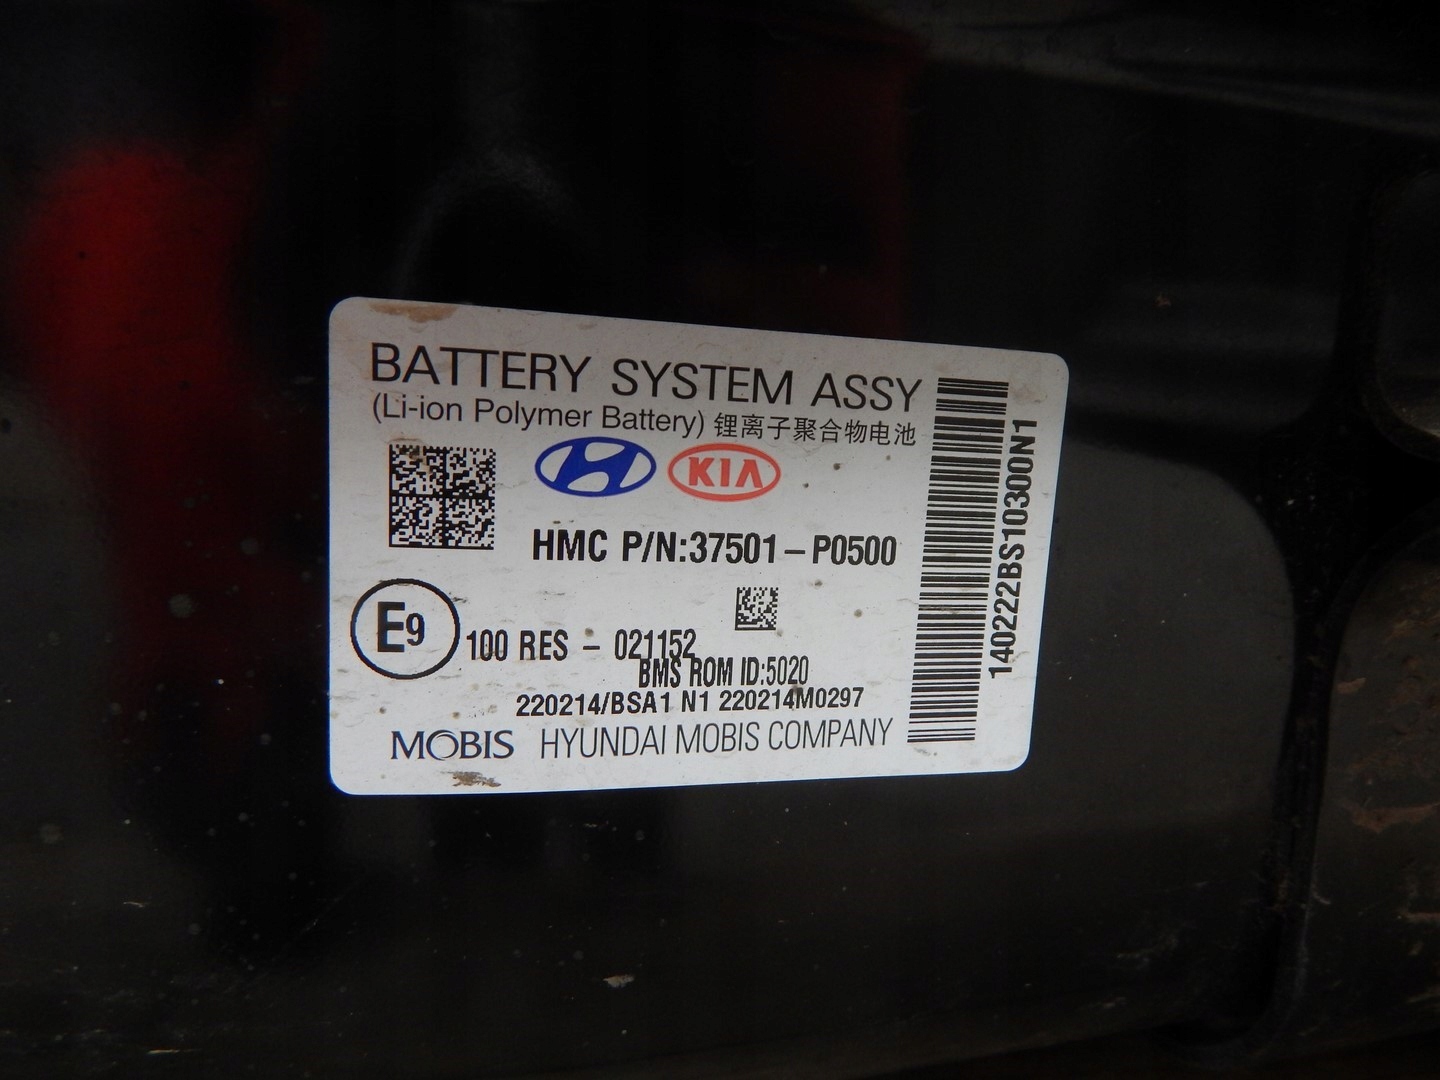 BATTERY SYSTEM ASSY
(Li-ion Polymer Battery) 锂离子聚合物电池
KIA
HMC P/N:37501-P0500
E9
100 RES - 021152
BMS ROM ID:5020
220214/BSA1 N1 220214M0297
MOBIS HYUNDAI MOBIS COMPANY
140222BS10300N1